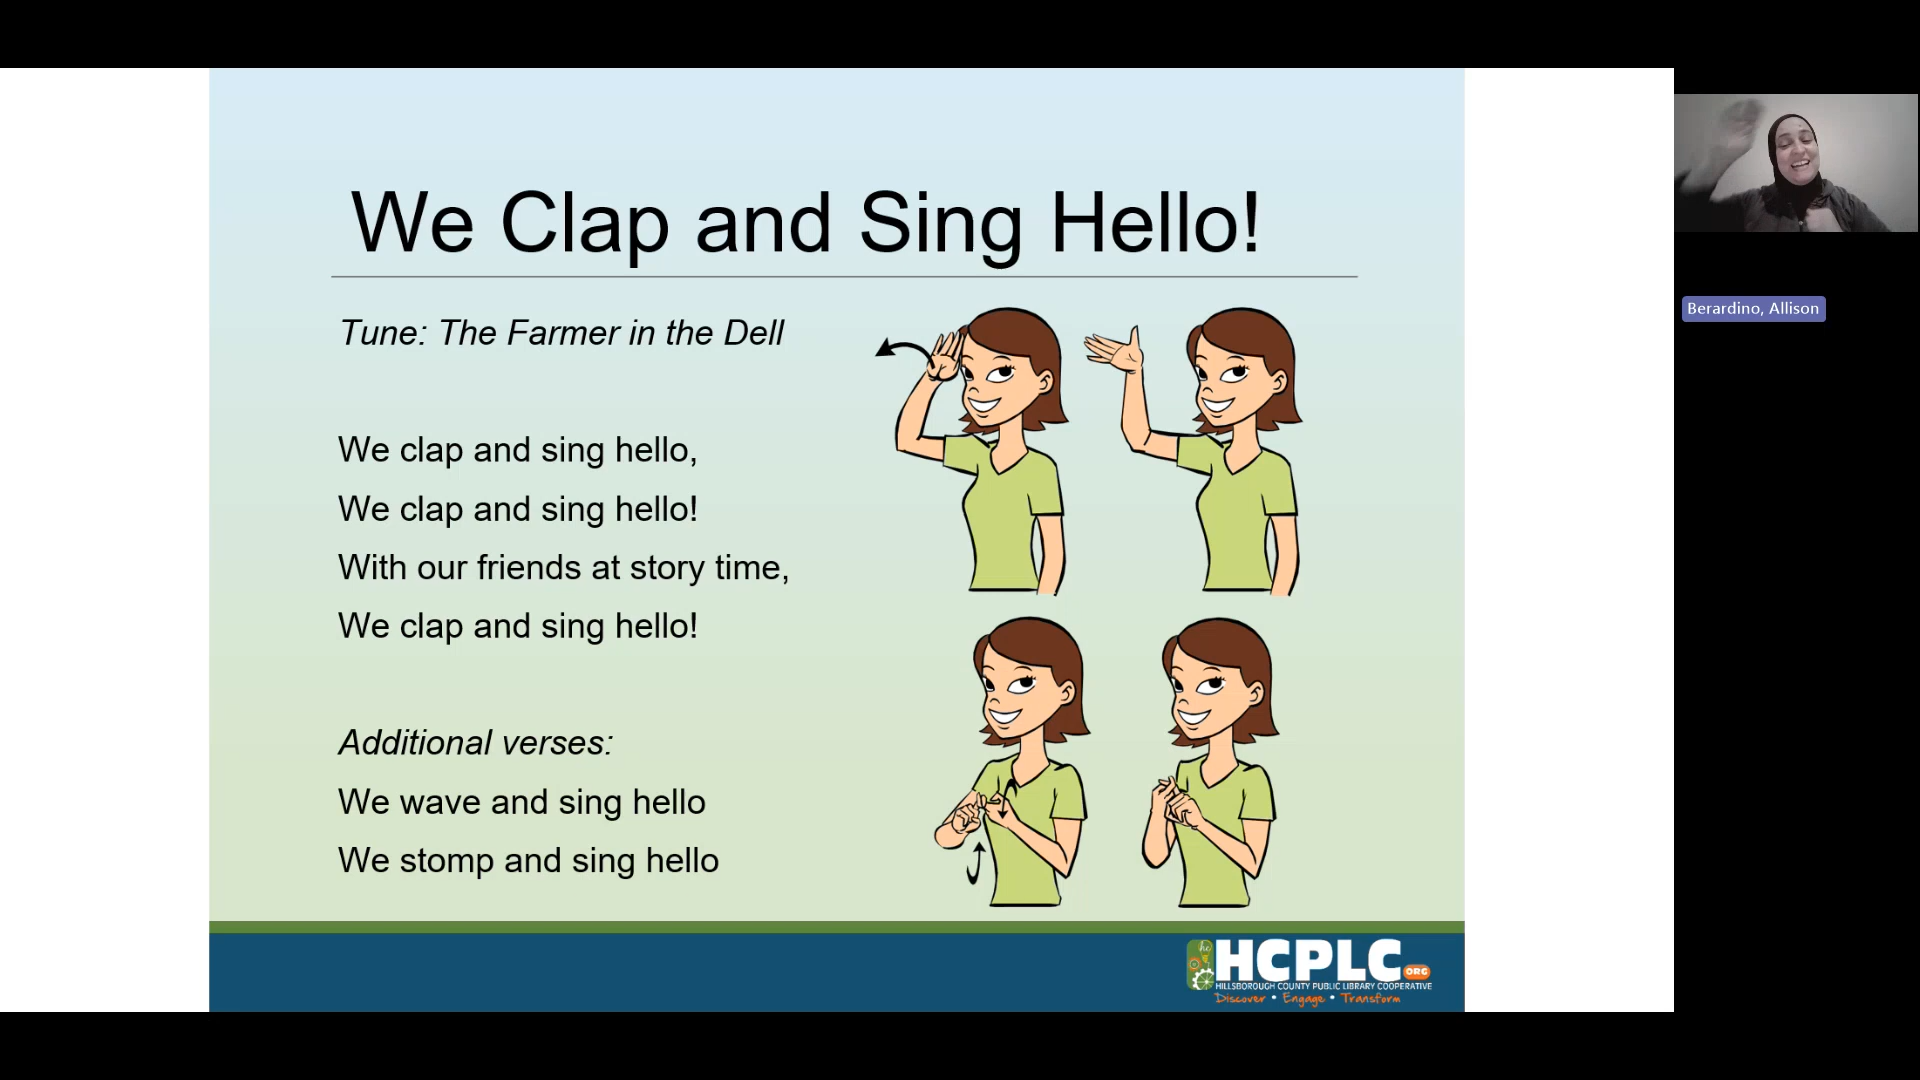 We Clap and Sing Hello!
Tune: The Farmer in the Dell
We clap and sing hello,
We clap and sing hello!
With our friends at story time,
We clap and sing hello!
Additional verses:
We wave and sing hello
We stomp and sing hello
hc
HCPLC ORG
HILLSBOROUGH COUNTY PUBLIC LIBRARY COOPERATIVE
Discover • Engage • Transform
Berardino, Allison